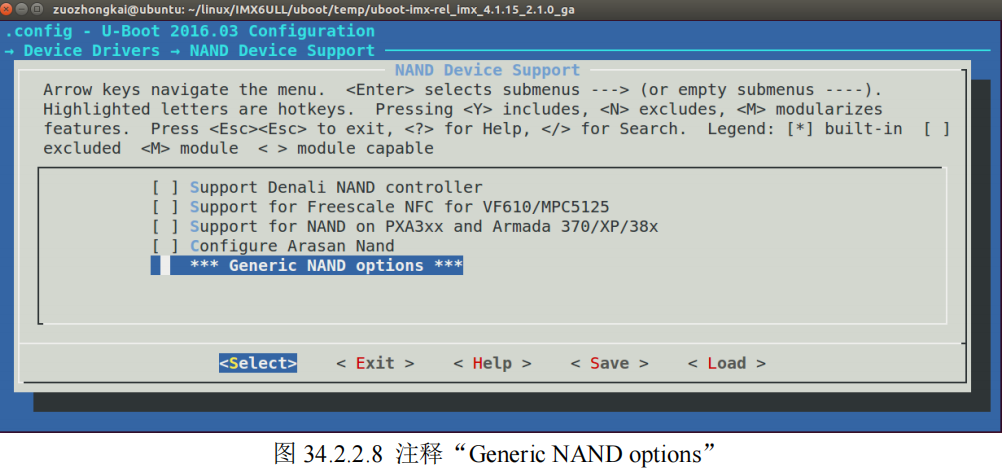 zuozhongkai@ubuntu: ~/linux/IMX6ULL/uboot/temp/uboot-imx-rel_imx_4.1.15_2.1.0_ga
.config - U-Boot 2016.03 Configuration
→ Device Drivers → NAND Device Support
NAND Device Support
Arrow keys navigate the menu.  <Enter> selects submenus ---> (or empty submenus ----).
Highlighted letters are hotkeys.  Pressing <Y> includes, <N> excludes, <M> modularizes
features.  Press <Esc><Esc> to exit, <?> for Help, </> for Search.  Legend: [*] built-in  [ ]
excluded  <M> module  < > module capable
[ ] Support Denali NAND controller
[ ] Support for Freescale NFC for VF610/MPC5125
[ ] Support for NAND on PXA3xx and Armada 370/XP/38x
[ ] Configure Arasan Nand
*** Generic NAND options ***
<Select>    < Exit >    < Help >    < Save >    < Load >
图 34.2.2.8 注释“Generic NAND options”